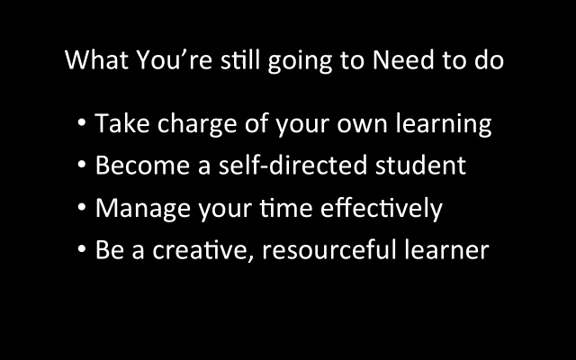 What You’re still going to Need to do
• Take charge of your own learning
• Become a self-directed student
• Manage your time effectively
• Be a creative, resourceful learner